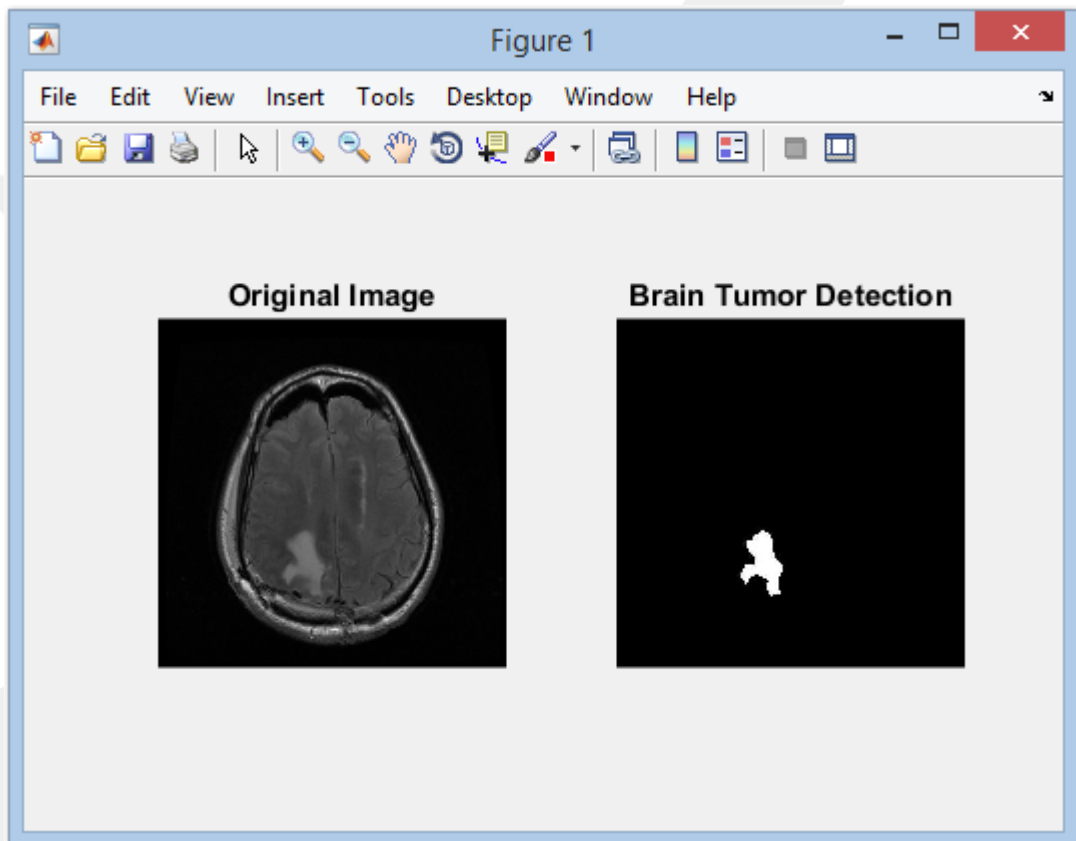 Figure 1
File Edit View Insert Tools Desktop Window Help
Original Image
Brain Tumor Detection